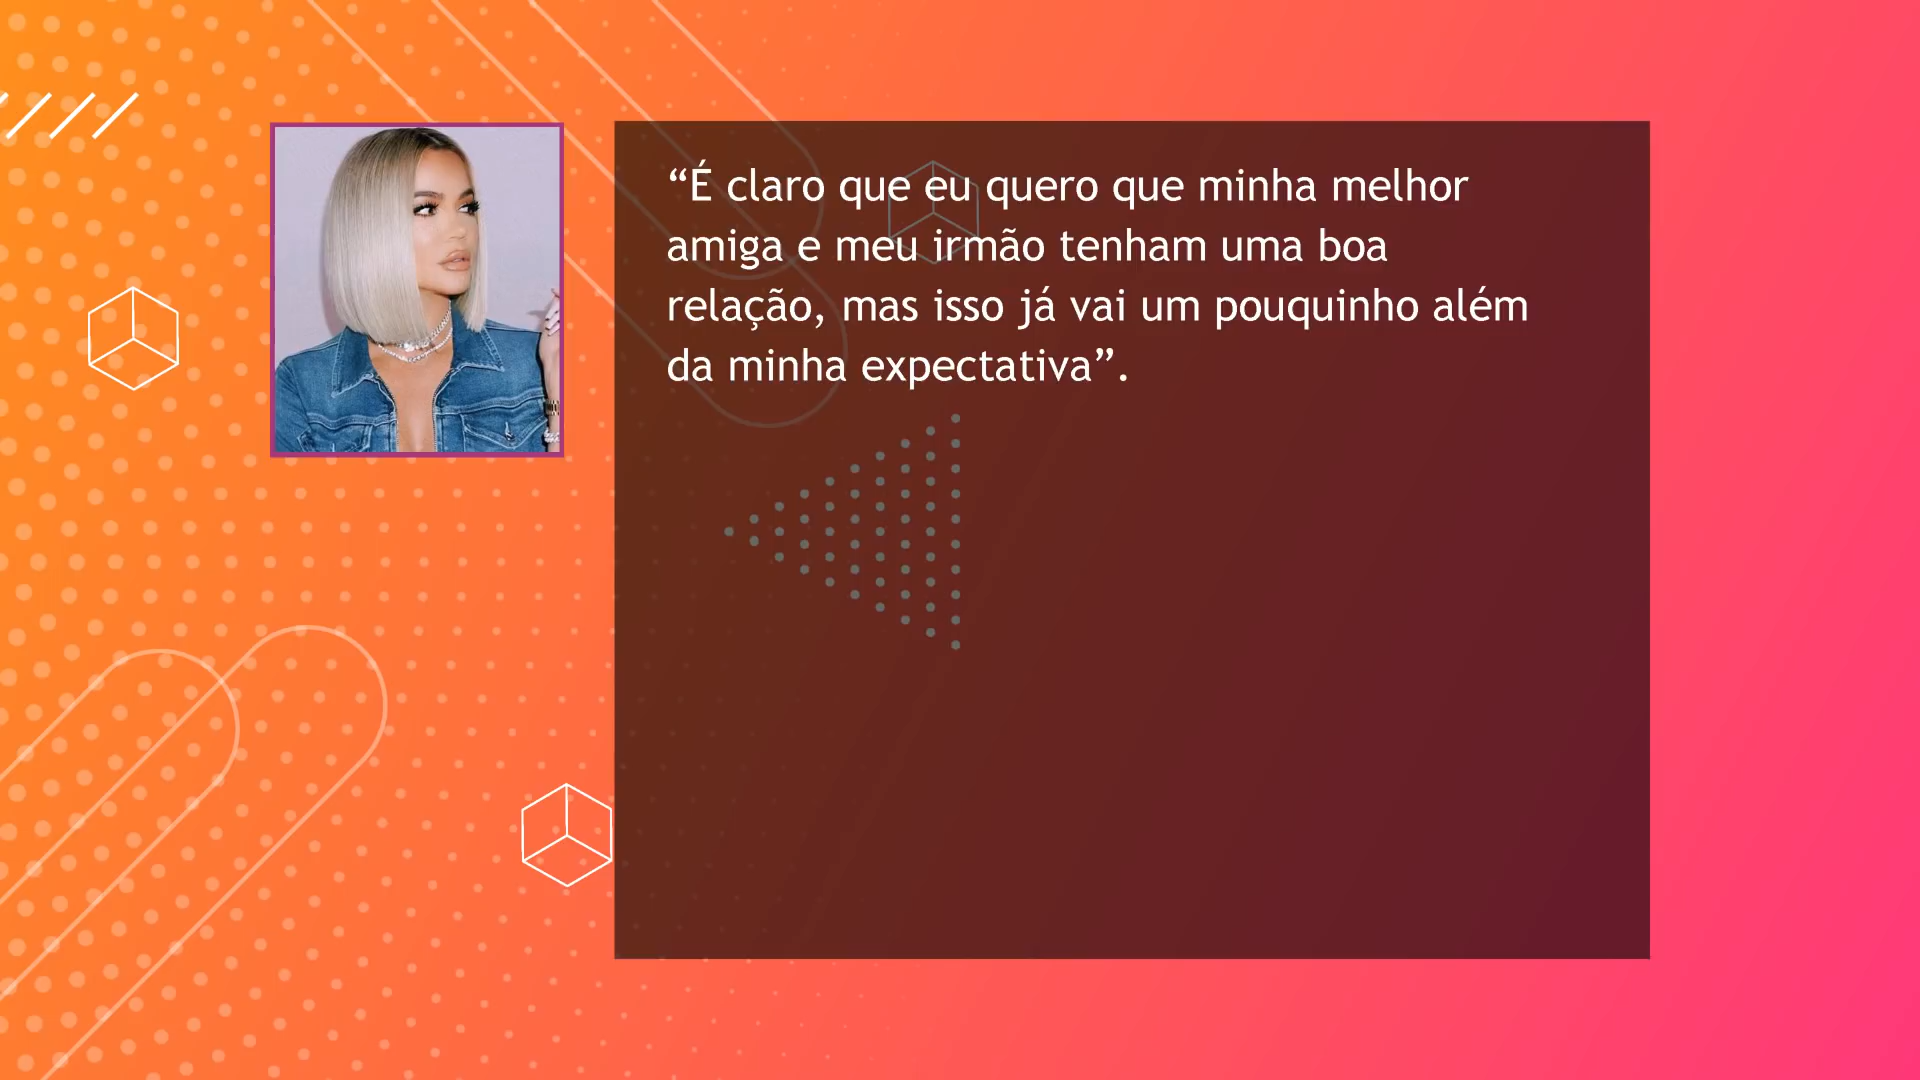 “É claro que eu quero que minha melhor
amiga e meu irmão tenham uma boa
relação, mas isso já vai um pouquinho além
da minha expectativa”.